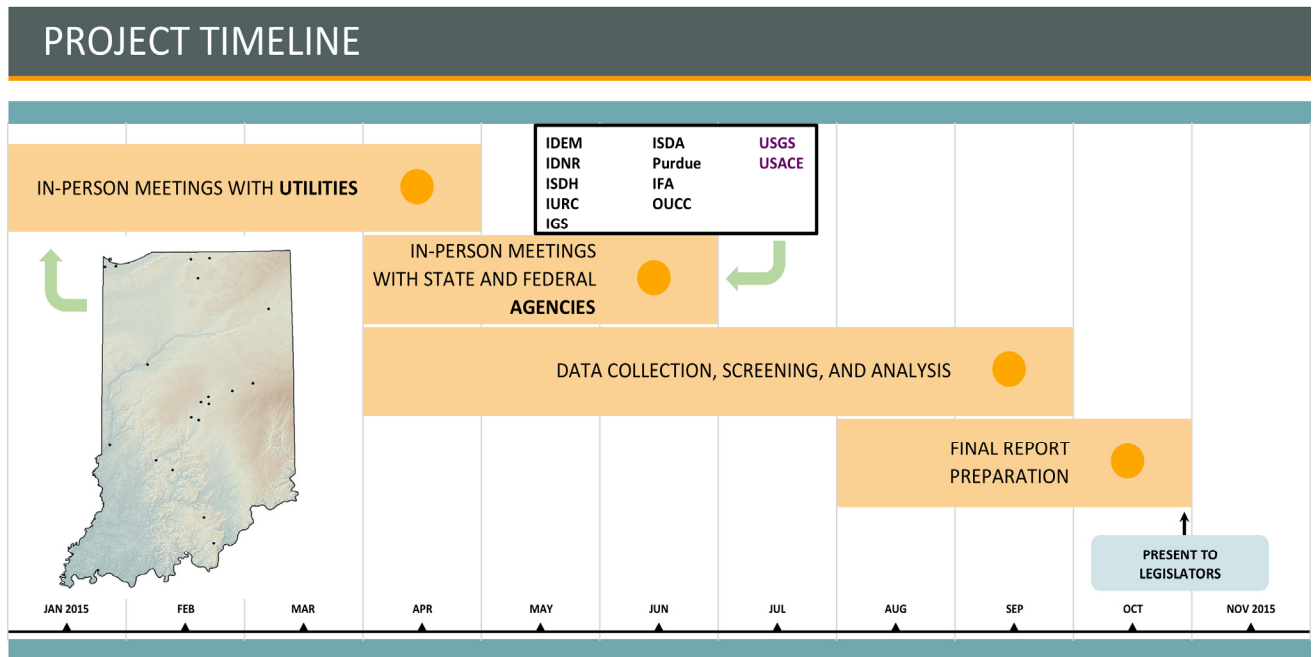 PROJECT TIMELINE
IN-PERSON MEETINGS WITH UTILITIES
IDEM ISDA USGS
IDNR Purdue USACE
ISDH IFA
IURC OUCC
IGS
IN-PERSON MEETINGS
WITH STATE AND FEDERAL
AGENCIES
DATA COLLECTION, SCREENING, AND ANALYSIS
FINAL REPORT
PREPARATION
PRESENT TO
LEGISLATORS
JAN 2015 FEB MAR APR MAY JUN JUL AUG SEP OCT NOV 2015